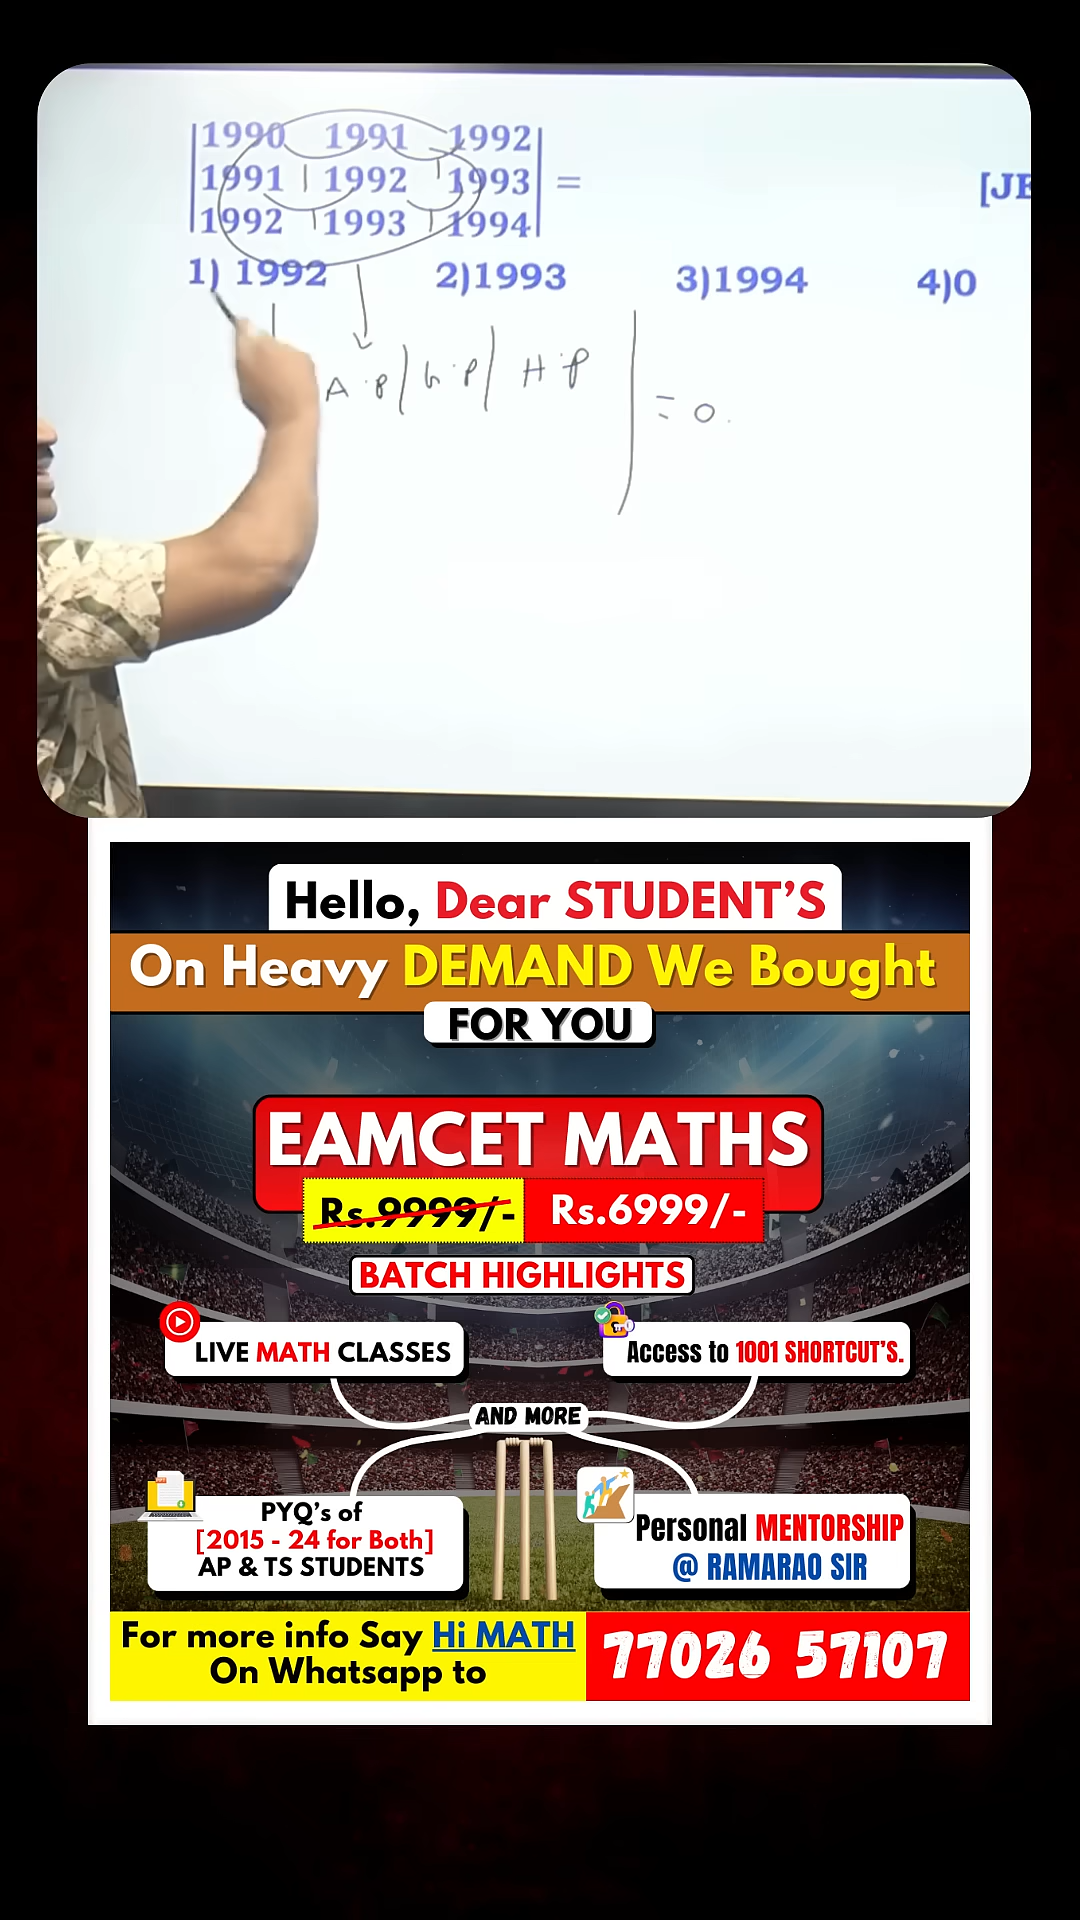 |1990 1991 1992|
|1991 1992 1993| =
|1992 1993 1994|
[JE
1) 1992 2)1993 3)1994 4)0
A.P | G.P | H.P | = 0.
Hello, Dear STUDENT'S
On Heavy DEMAND We Bought
FOR YOU
EAMCET MATHS
Rs.9999/- Rs.6999/-
BATCH HIGHLIGHTS
LIVE MATH CLASSES
Access to 1001 SHORTCUT'S.
AND MORE
PYQ's of
[2015 - 24 for Both]
AP & TS STUDENTS
Personal MENTORSHIP
@ RAMARAO SIR
For more info Say Hi MATH
On Whatsapp to
77026 57107